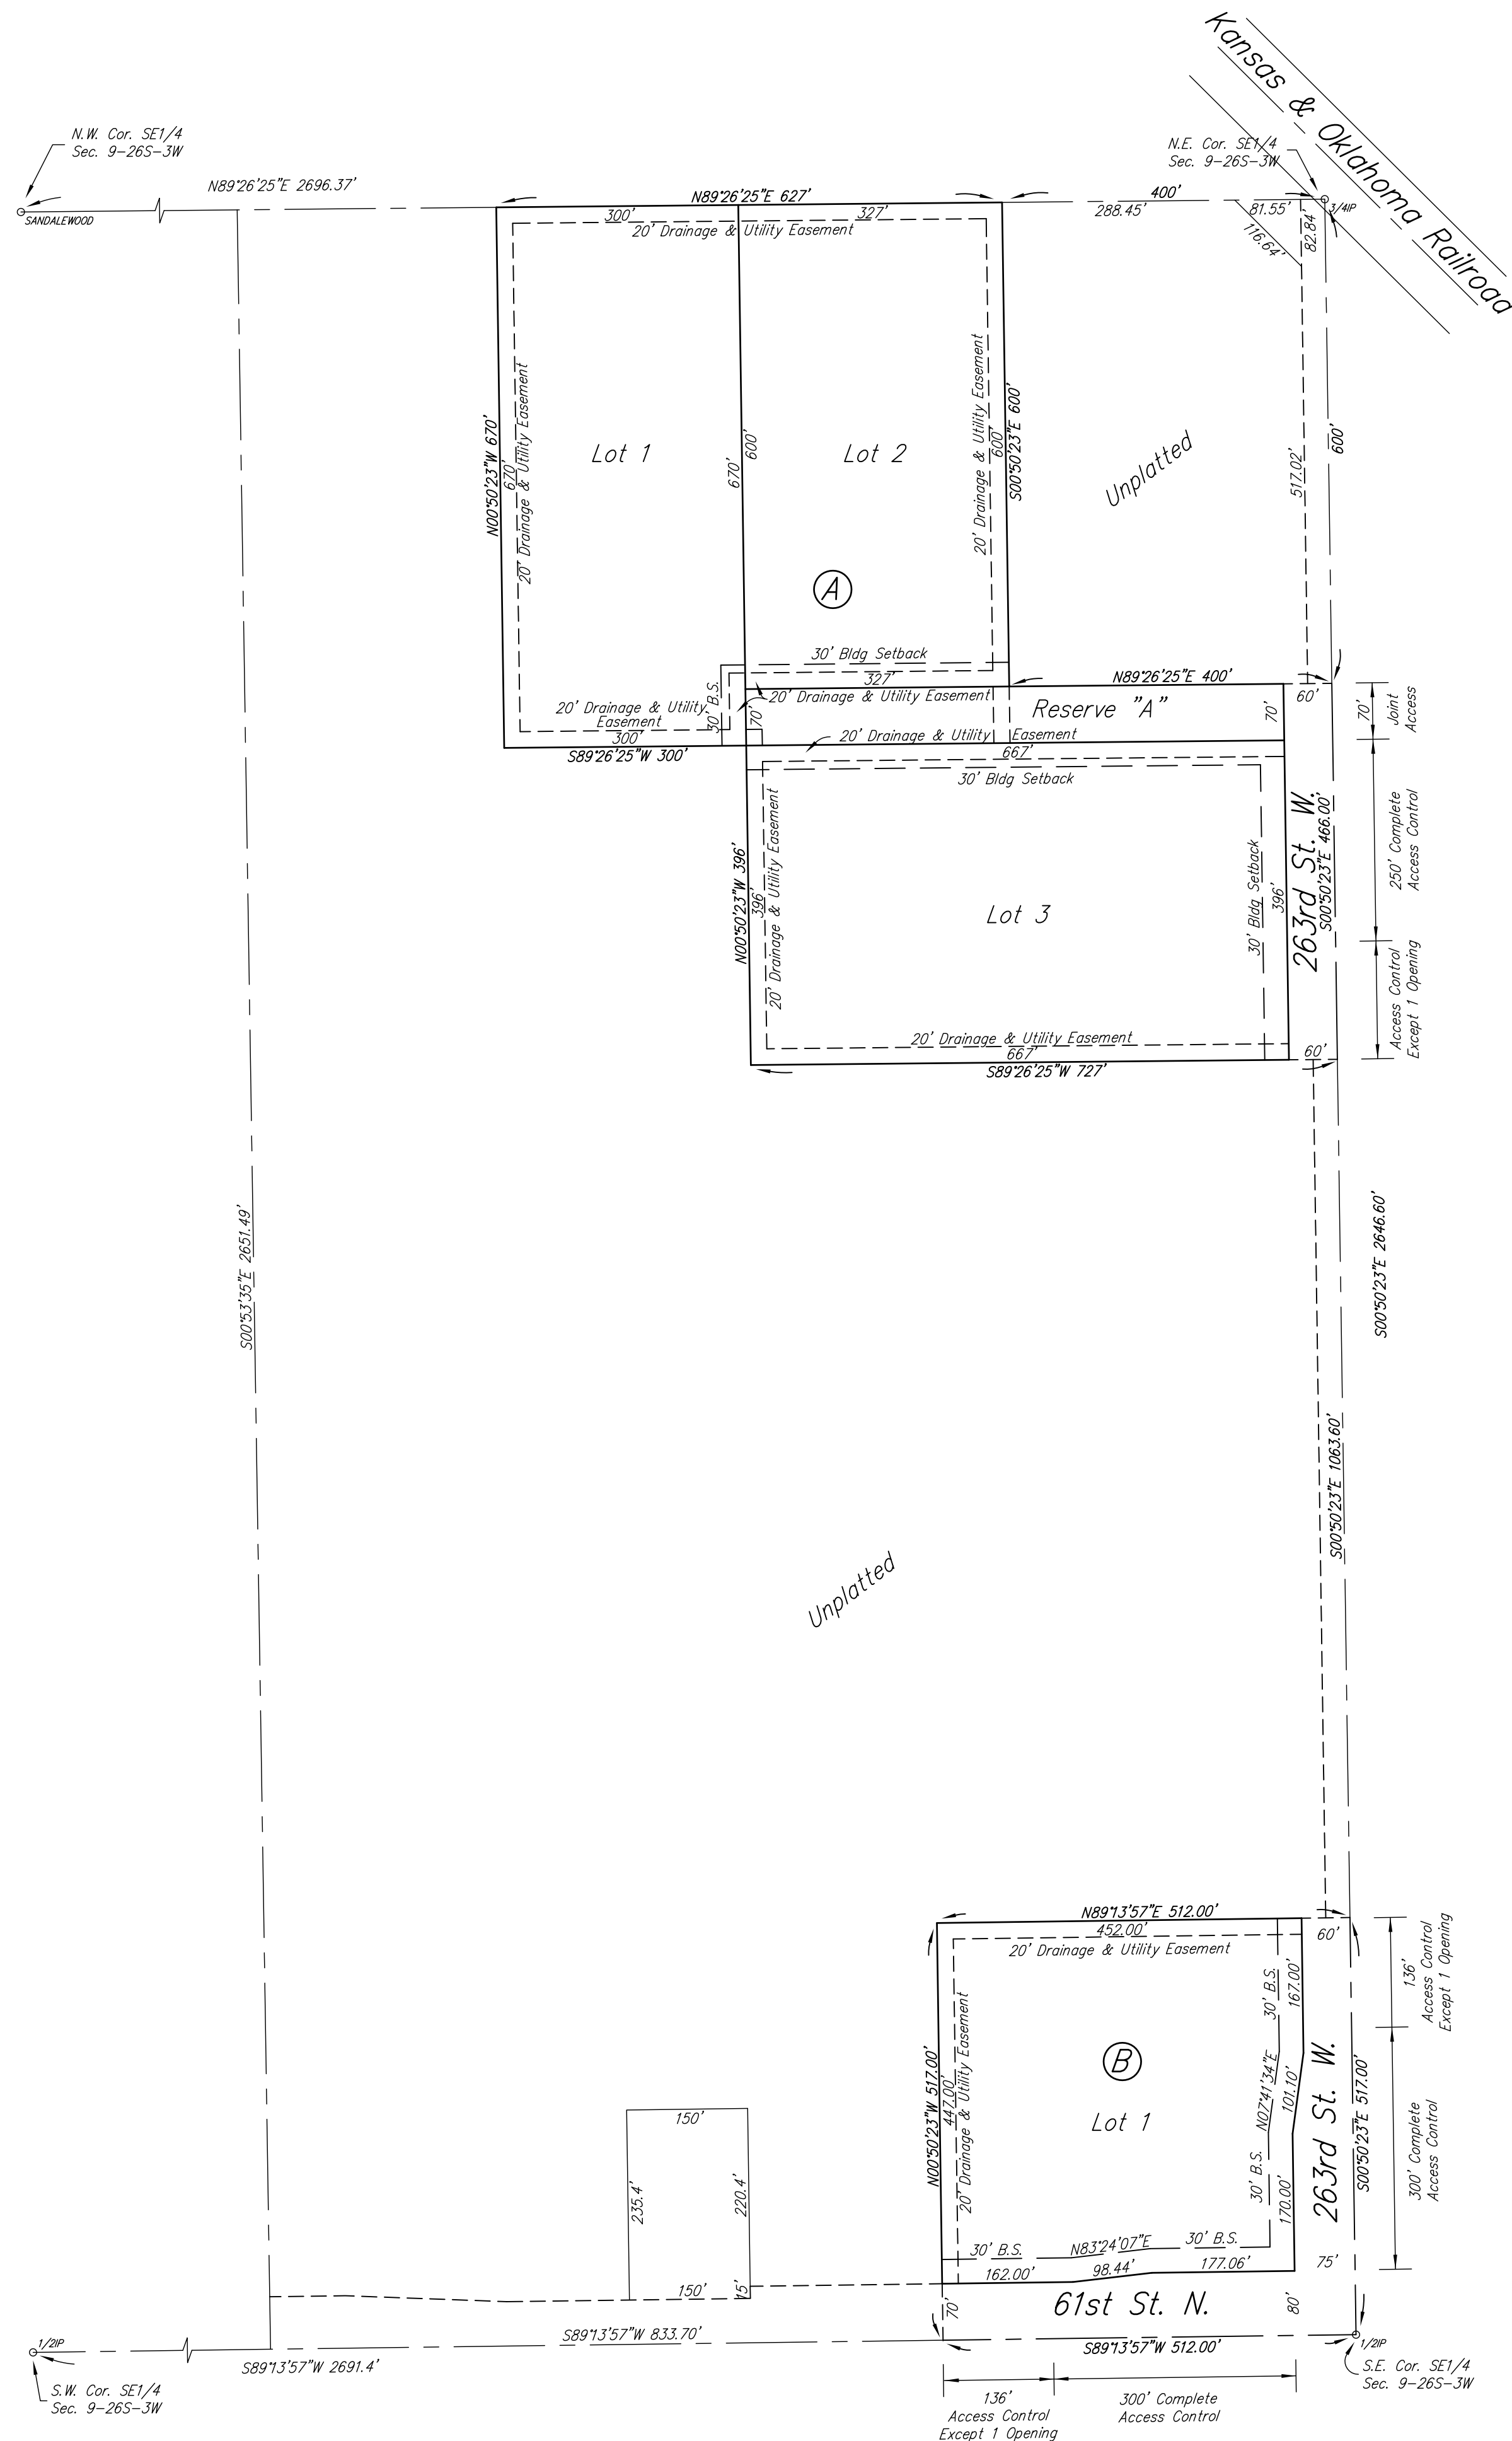 Kansas & Oklahoma Railroad
N.W. Cor. SE1/4
Sec. 9-26S-3W
N.E. Cor. SE1/4
Sec. 9-26S-3W
N89°26'25"E 2696.37'
SANDALEWOOD
N89°26'25"E 627'
300'
327'
20' Drainage & Utility Easement
400'
288.45'
81.55'
3/4IP
116.64'
82.84'
N00°50'23"W 670'
670'
20' Drainage & Utility Easement
Lot 1
670'
600'
Lot 2
20' Drainage & Utility Easement
600'
S00°50'23"E 600'
Unplatted
517.02'
600'
A
30' Bldg Setback
327'
N89°26'25"E 400'
60'
20' Drainage & Utility
Easement
300'
S89°26'25"W 300'
30' B.S.
70'
20' Drainage & Utility Easement
Reserve "A"
70'
70'
Joint
Access
20' Drainage & Utility Easement
667'
30' Bldg Setback
N00°50'23"W 396'
396'
20' Drainage & Utility Easement
Lot 3
30' Bldg Setback
396'
263rd St. W.
S00°50'23"E 466.00'
250' Complete
Access Control
Access Control
Except 1 Opening
20' Drainage & Utility Easement
667'
60'
S89°26'25"W 727'
S00°53'35"E 2651.49'
S00°50'23"E 2646.60'
S00°50'23"E 1063.60'
Unplatted
N89°13'57"E 512.00'
452.00'
20' Drainage & Utility Easement
60'
N00°50'23"W 517.00'
447.00'
20' Drainage & Utility Easement
B
Lot 1
30' B.S.
167.00'
N07°41'34"E
101.10'
30' B.S.
170.00'
263rd St. W.
S00°50'23"E 517.00'
136'
Access Control
Except 1 Opening
300' Complete
Access Control
150'
235.4'
220.4'
150'
15'
30' B.S.
N83°24'07"E
30' B.S.
162.00'
98.44'
177.06'
75'
70'
61st St. N.
80'
1/2IP
S89°13'57"W 833.70'
S89°13'57"W 2691.4'
S89°13'57"W 512.00'
1/2IP
S.W. Cor. SE1/4
Sec. 9-26S-3W
S.E. Cor. SE1/4
Sec. 9-26S-3W
136'
Access Control
Except 1 Opening
300' Complete
Access Control